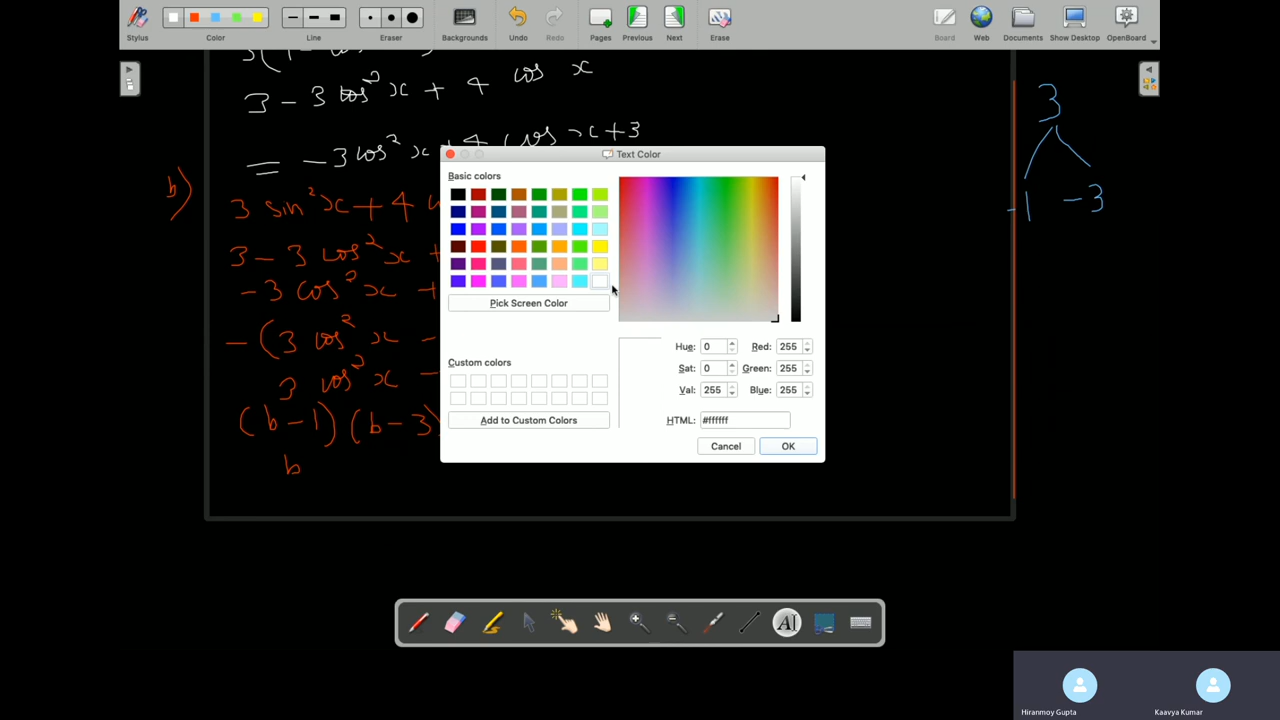 Stylus Color Line Eraser Backgrounds Undo Redo Pages Previous Next Erase Board Web Documents Show Desktop OpenBoard
3 - 3 cos² x + 4 cos x
= -3 cos² x + 4 cos x + 3
b) 3 sin² x + 4
3 - 3 cos² x +
-3 cos² x +
- (3 cos² x -
3 cos² x -
(b - 1) (b - 3)
b
3
-1 -3
Text Color
Basic colors
Pick Screen Color
Custom colors
Add to Custom Colors
Hue: 0 Red: 255
Sat: 0 Green: 255
Val: 255 Blue: 255
HTML: #ffffff
Cancel OK
Hiranmoy Gupta Kaavya Kumar